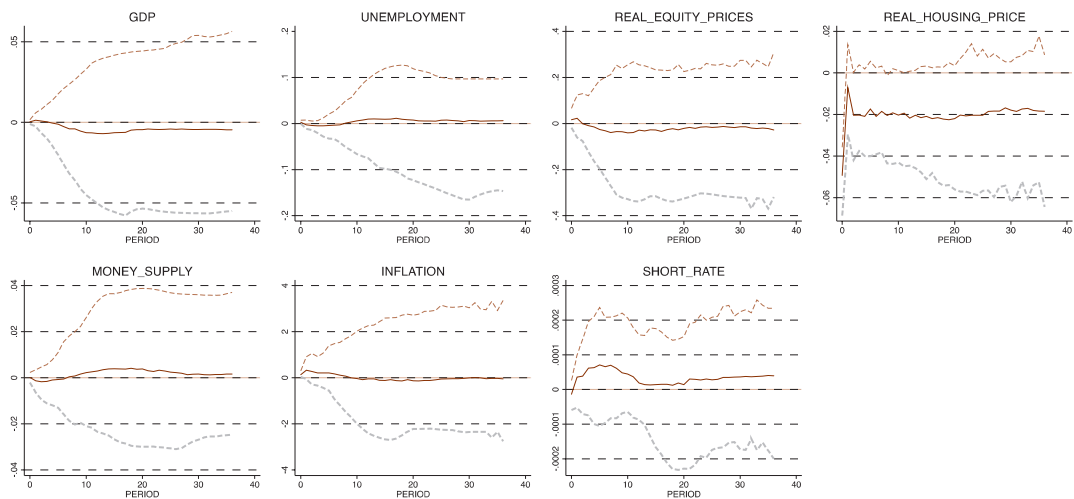 GDP
.05
0
-.05
0 10 20 30 40
PERIOD
UNEMPLOYMENT
.2
.1
0
-.1
-.2
0 10 20 30 40
PERIOD
REAL_EQUITY_PRICES
.4
.2
0
-.2
-.4
0 10 20 30 40
PERIOD
REAL_HOUSING_PRICE
.02
0
-.02
-.04
-.06
0 10 20 30 40
PERIOD
MONEY_SUPPLY
.04
.02
0
-.02
-.04
0 10 20 30 40
PERIOD
INFLATION
4
2
0
-2
-4
0 10 20 30 40
PERIOD
SHORT_RATE
.0003
.0002
.0001
0
-.0001
-.0002
0 10 20 30 40
PERIOD